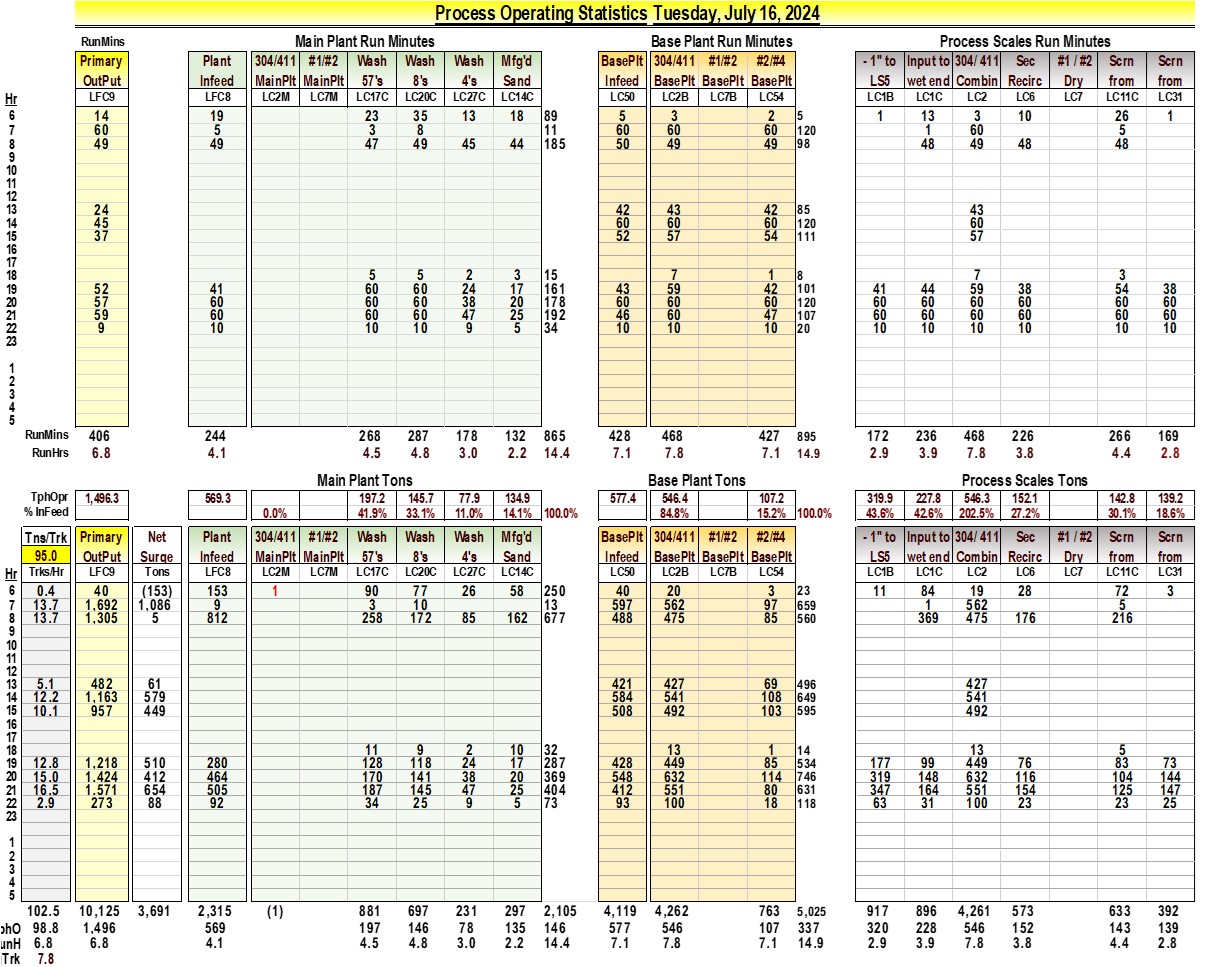 Process Operating Statistics Tuesday, July 16, 2024
RunMins Main Plant Run Minutes Base Plant Run Minutes Process Scales Run Minutes
Primary Plant 304/411 #1/#2 Wash Wash Wash Mfg'd BasePlt 304/411 #1/#2 #2/#4 - 1" to Input to 304/ 411 Sec #1 / #2 Scrn Scrn
OutPut Infeed MainPlt MainPlt 57's 8's 4's Sand Infeed BasePlt BasePlt BasePlt LS5 wet end Combin Recirc Dry from from
Hr LFC9 LFC8 LC2M LC7M LC17C LC20C LC27C LC14C LC50 LC2B LC7B LC54 LC1B LC1C LC2 LC6 LC7 LC11C LC31
6 14 19 23 35 13 18 89 5 3 2 5 1 13 3 10 26 1
7 60 5 3 8 11 60 60 60 120 1 60 5
8 49 49 47 49 45 44 185 50 49 49 98 48 49 48 48
9
10
11
12
13 24 42 43 42 85 43
14 45 60 60 60 120 60
15 37 52 57 54 111 57
16
17
18 5 5 2 3 15 7 1 8 7 3
19 52 41 60 60 24 17 161 43 59 42 101 41 44 59 38 54 38
20 57 60 60 60 38 20 178 60 60 60 120 60 60 60 60 60 60
21 59 60 60 60 47 25 192 46 60 47 107 60 60 60 60 60 60
22 9 10 10 10 9 5 34 10 10 10 20 10 10 10 10 10 10
23
1
2
3
4
5
RunMins 406 244 268 287 178 132 865 428 468 427 895 172 236 468 226 266 169
RunHrs 6.8 4.1 4.5 4.8 3.0 2.2 14.4 7.1 7.8 7.1 14.9 2.9 3.9 7.8 3.8 4.4 2.8
Main Plant Tons Base Plant Tons Process Scales Tons
TphOpr 1,496.3 569.3 197.2 145.7 77.9 134.9 577.4 546.4 107.2 319.9 227.8 546.3 152.1 142.8 139.2
% InFeed 0.0% 41.9% 33.1% 11.0% 14.1% 100.0% 84.8% 15.2% 100.0% 43.6% 42.6% 202.5% 27.2% 30.1% 18.6%
Tns/Trk Primary Net Plant 304/411 #1/#2 Wash Wash Wash Mfg'd BasePlt 304/411 #1/#2 #2/#4 - 1" to Input to 304/ 411 Sec #1 / #2 Scrn Scrn
95.0 OutPut Surge Infeed MainPlt MainPlt 57's 8's 4's Sand Infeed BasePlt BasePlt BasePlt LS5 wet end Combin Recirc Dry from from
Hr Trks/Hr LFC9 Tons LFC8 LC2M LC7M LC17C LC20C LC27C LC14C LC50 LC2B LC7B LC54 LC1B LC1C LC2 LC6 LC7 LC11C LC31
6 0.4 40 (153) 153 1 90 77 26 58 250 40 20 3 23 11 84 19 28 72 3
7 13.7 1,692 1,086 9 3 10 13 597 562 97 659 1 562 5
8 13.7 1,305 5 812 258 172 85 162 677 488 475 85 560 369 475 176 216
9
10
11
12
13 5.1 482 61 421 427 69 496 427
14 12.2 1,163 579 584 541 108 649 541
15 10.1 957 449 508 492 103 595 492
16
17
18 11 9 2 10 32 13 1 14 13 5
19 12.8 1,218 510 280 128 118 24 17 287 428 449 85 534 177 99 449 76 83 73
20 15.0 1,424 412 464 170 141 38 20 369 548 632 114 746 319 148 632 116 104 144
21 16.5 1,571 654 505 187 145 47 25 404 412 551 80 631 347 164 551 154 125 147
22 2.9 273 88 92 34 25 9 5 73 93 100 18 118 63 31 100 23 23 25
23
1
2
3
4
5
102.5 10,125 3,691 2,315 (1) 881 697 231 297 2,105 4,119 4,262 763 5,025 917 896 4,261 573 633 392
phO 98.8 1,496 569 197 146 78 135 146 577 546 107 337 320 228 546 152 143 139
unH 6.8 6.8 4.1 4.5 4.8 3.0 2.2 14.4 7.1 7.8 7.1 14.9 2.9 3.9 7.8 3.8 4.4 2.8
Trk 7.8